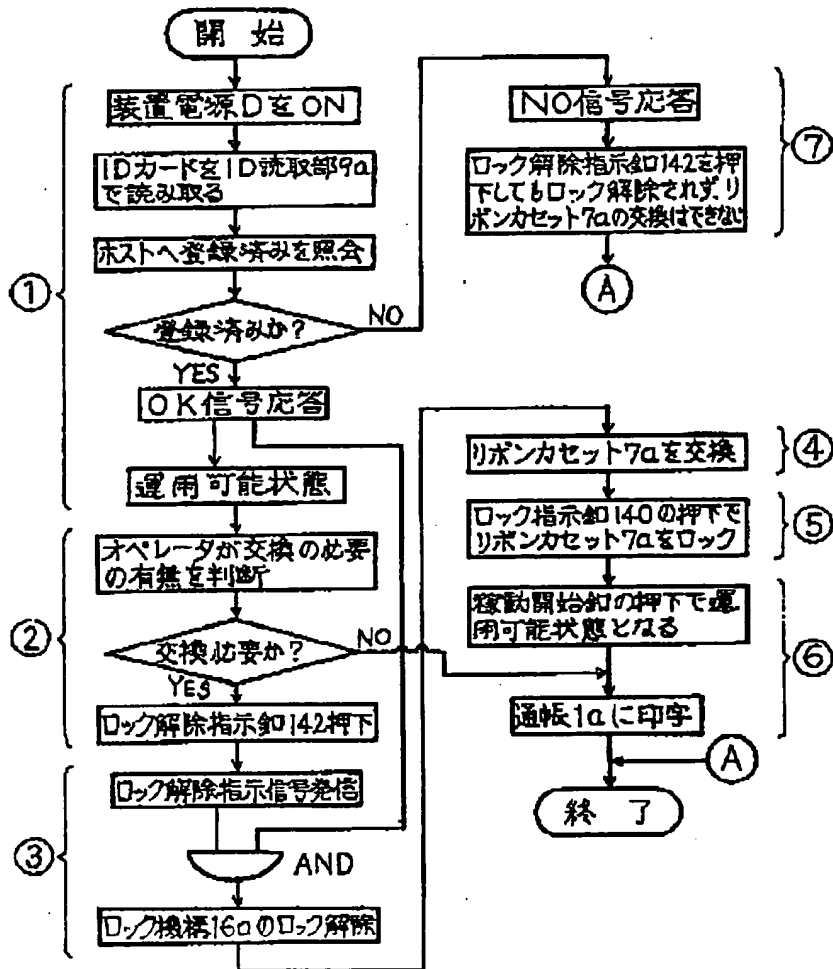 開始
①
装置電源DをON
IDカードをID読取部9a
で読み取る
ホストへ登録済みを照会
登録済みか?
NO
YES
OK信号応答
運用可能状態
②
オペレータが交換の必要
の有無を判断
交換必要か?
NO
YES
ロック解除指示釦142押下
③
ロック解除指示信号発信
AND
ロック機構16aのロック解除
NO信号応答
⑦
ロック解除指示釦142を押
下してもロック解除されず、リ
ボンカセット7aの交換はできない
A
リボンカセット7aを交換
④
ロック指示釦140の押下で
リボンカセット7aをロック
⑤
稼動開始釦の押下で運
用可能状態となる
⑥
通帳1aに印字
A
終了